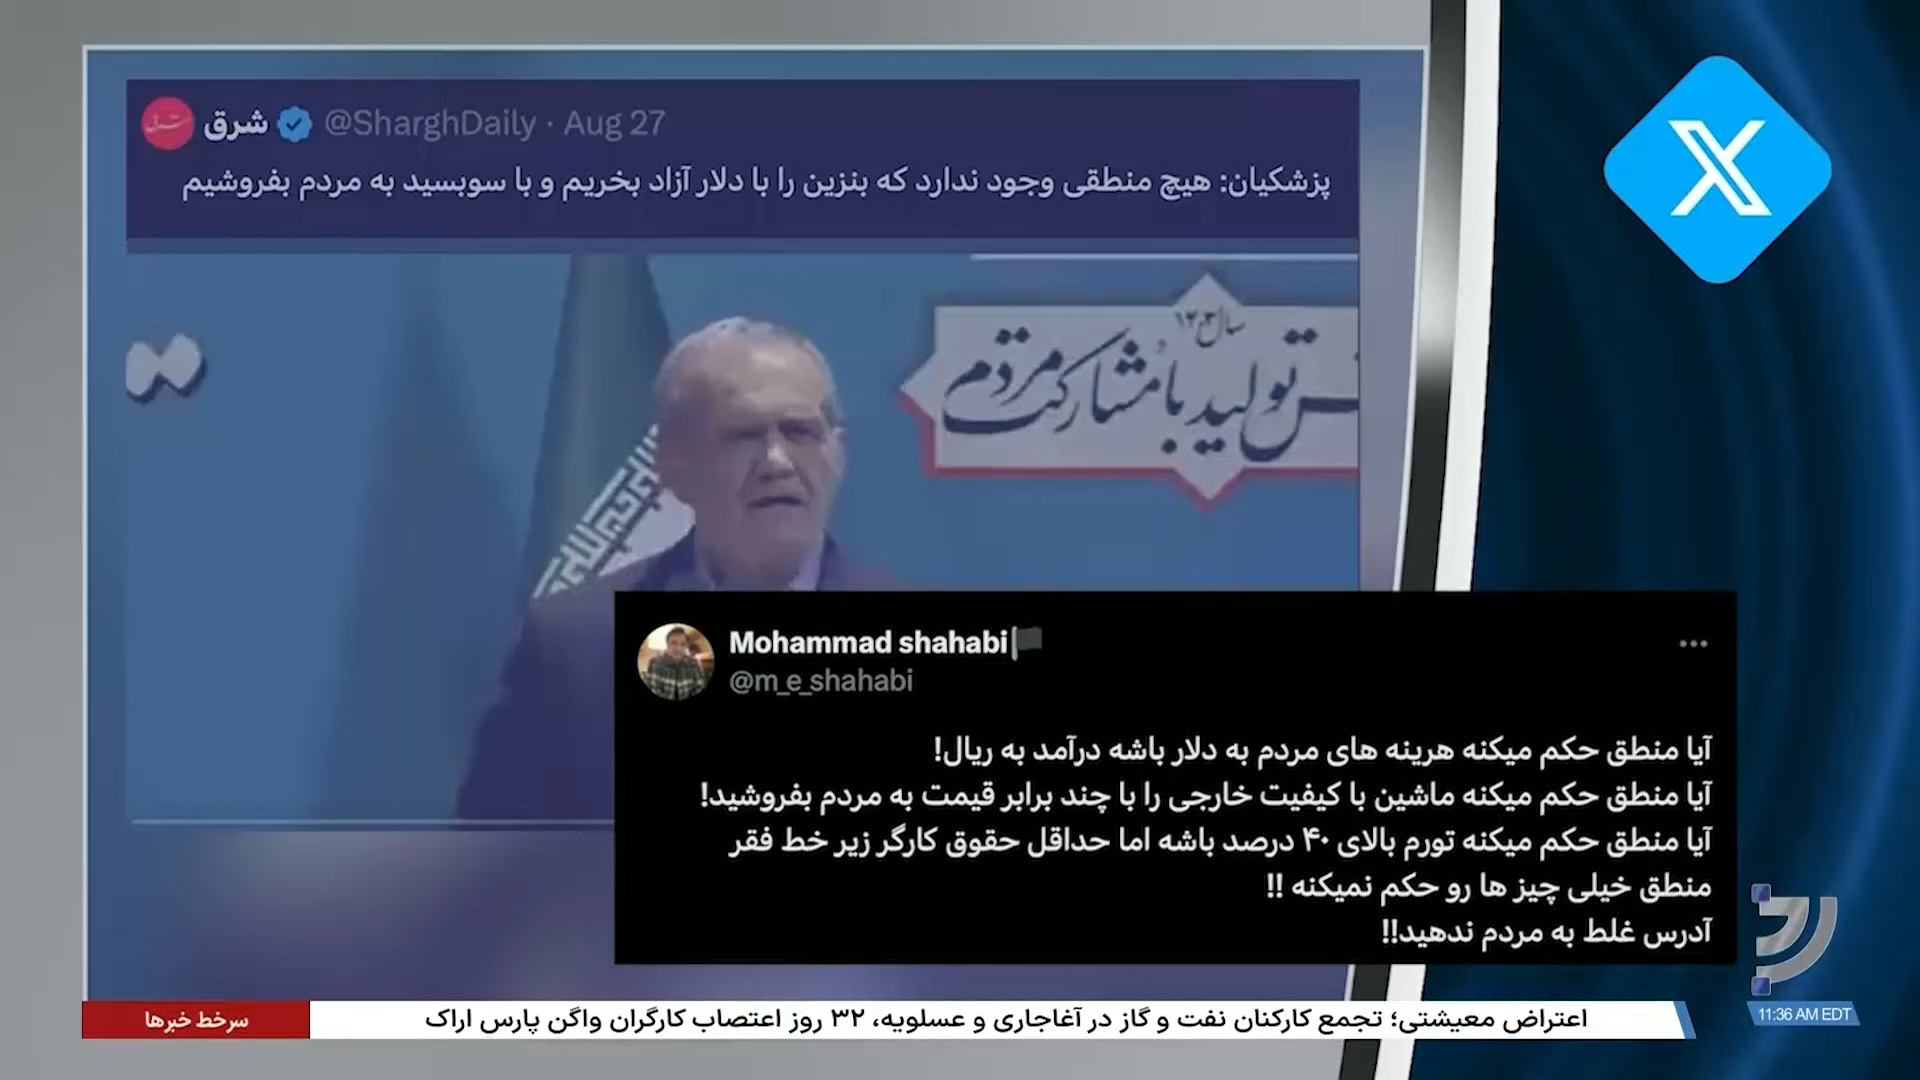 شرق @SharghDaily · Aug 27
پزشکیان: هیچ منطقی وجود ندارد که بنزین را با دلار آزاد بخریم و با سوبسید به مردم بفروشیم
سال ۱۴۰۳
تولید با مشارکت مردم
Mohammad shahabi
@m_e_shahabi
آیا منطق حکم میکنه هرینه های مردم به دلار باشه درآمد به ریال!
آیا منطق حکم میکنه ماشین با کیفیت خارجی را با چند برابر قیمت به مردم بفروشید!
آیا منطق حکم میکنه تورم بالای ۴۰ درصد باشه اما حداقل حقوق کارگر زیر خط فقر
منطق خیلی چیز ها رو حکم نمیکنه !!
آدرس غلط به مردم ندهید!!
سرخط خبرها
اعتراض معیشتی؛ تجمع کارکنان نفت و گاز در آغاجاری و عسلویه، ۳۲ روز اعتصاب کارگران واگن پارس اراک
11:36 AM EDT